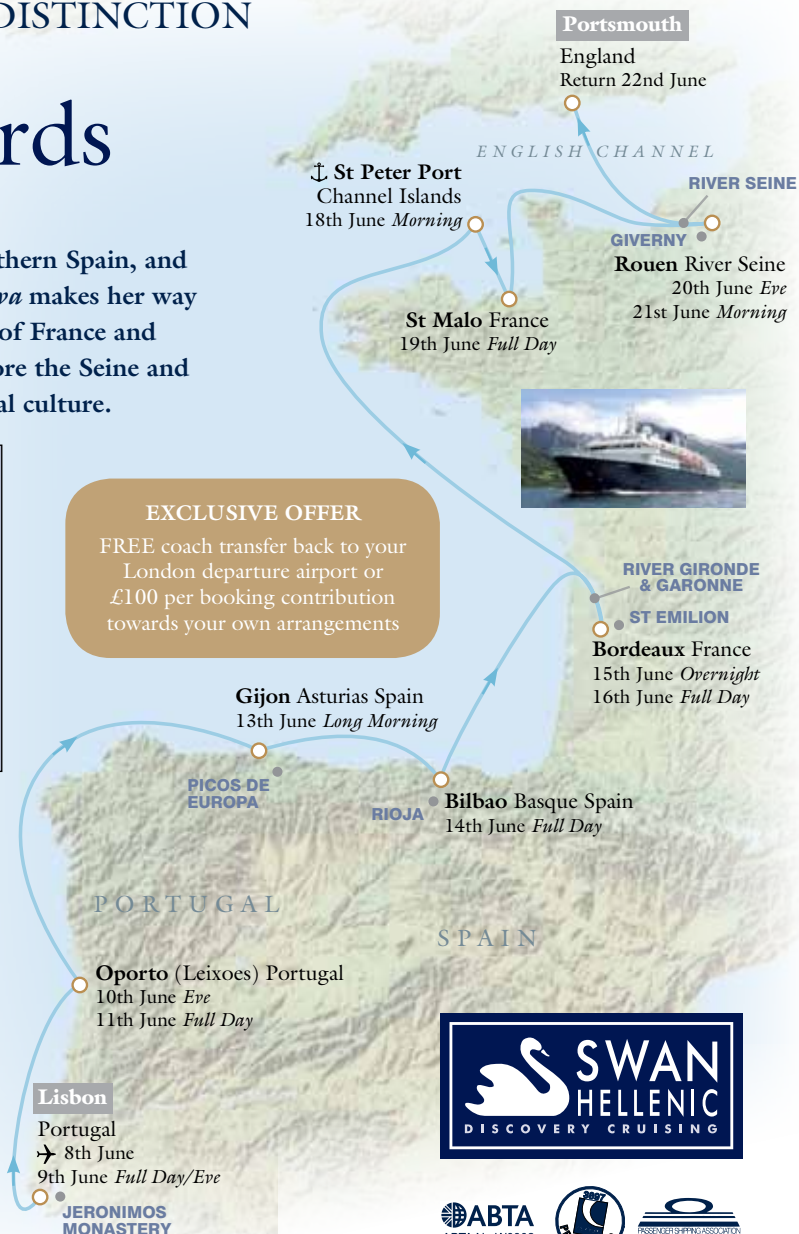 DISTINCTION
rds
thern Spain, and
va makes her way
of France and
ore the Seine and
al culture.
Portsmouth
England
Return 22nd June
ENGLISH CHANNEL
St Peter Port
Channel Islands
18th June Morning
RIVER SEINE
GIVERNY
Rouen River Seine
20th June Eve
21st June Morning
St Malo France
19th June Full Day
EXCLUSIVE OFFER
FREE coach transfer back to your
London departure airport or
£100 per booking contribution
towards your own arrangements
RIVER GIRONDE
& GARONNE
ST EMILION
Bordeaux France
15th June Overnight
16th June Full Day
Gijon Asturias Spain
13th June Long Morning
PICOS DE
EUROPA
RIOJA
Bilbao Basque Spain
14th June Full Day
PORTUGAL
SPAIN
Oporto (Leixoes) Portugal
10th June Eve
11th June Full Day
Lisbon
Portugal
8th June
9th June Full Day/Eve
JERONIMOS
MONASTERY
SWAN
HELLENIC
DISCOVERY CRUISING
ABTA
3897
PASSENGER SHIPPING ASSOCIATION